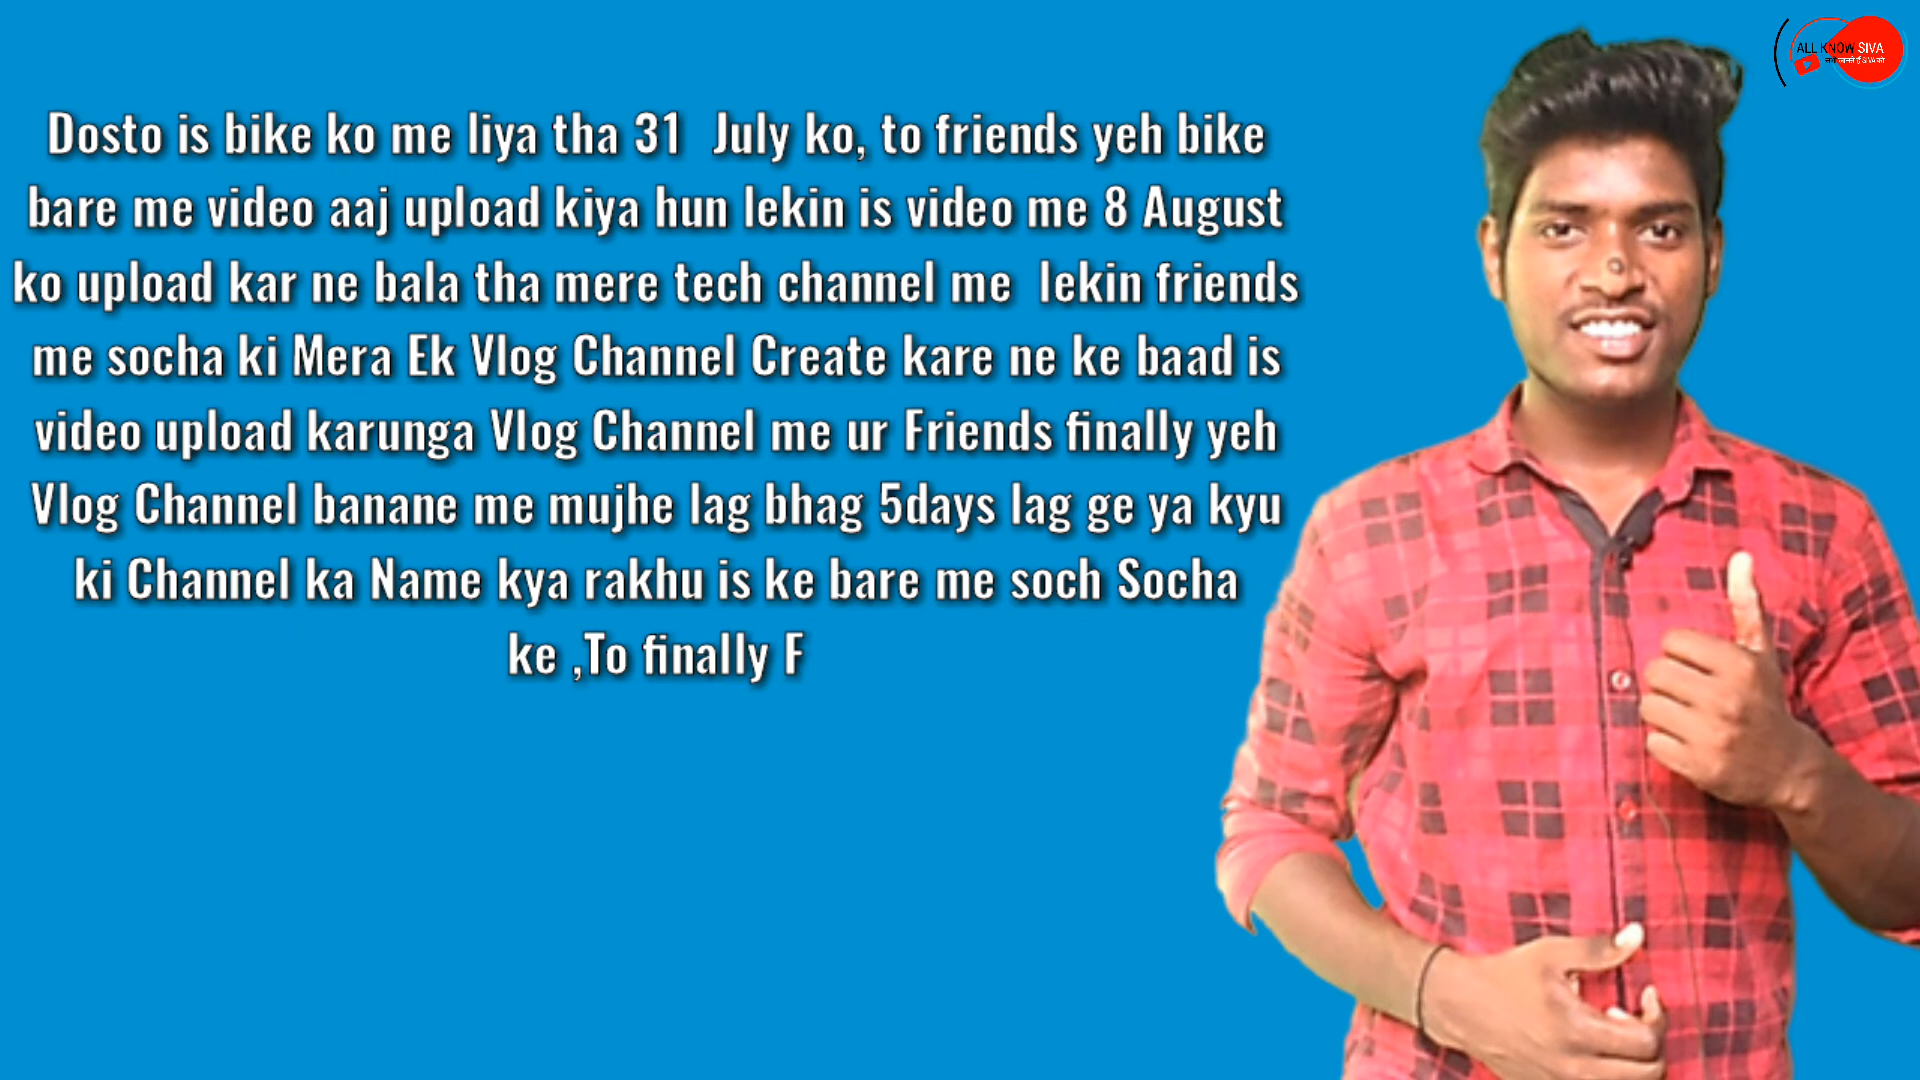 ALL KNOW SIVA
Dosto is bike ko me liya tha 31 July ko, to friends yeh bike
bare me video aaj upload kiya hun lekin is video me 8 August
ko upload kar ne bala tha mere tech channel me lekin friends
me socha ki Mera Ek Vlog Channel Create kare ne ke baad is
video upload karunga Vlog Channel me ur Friends finally yeh
Vlog Channel banane me mujhe lag bhag 5days lag ge ya kyu
ki Channel ka Name kya rakhu is ke bare me soch Socha
ke ,To finally F